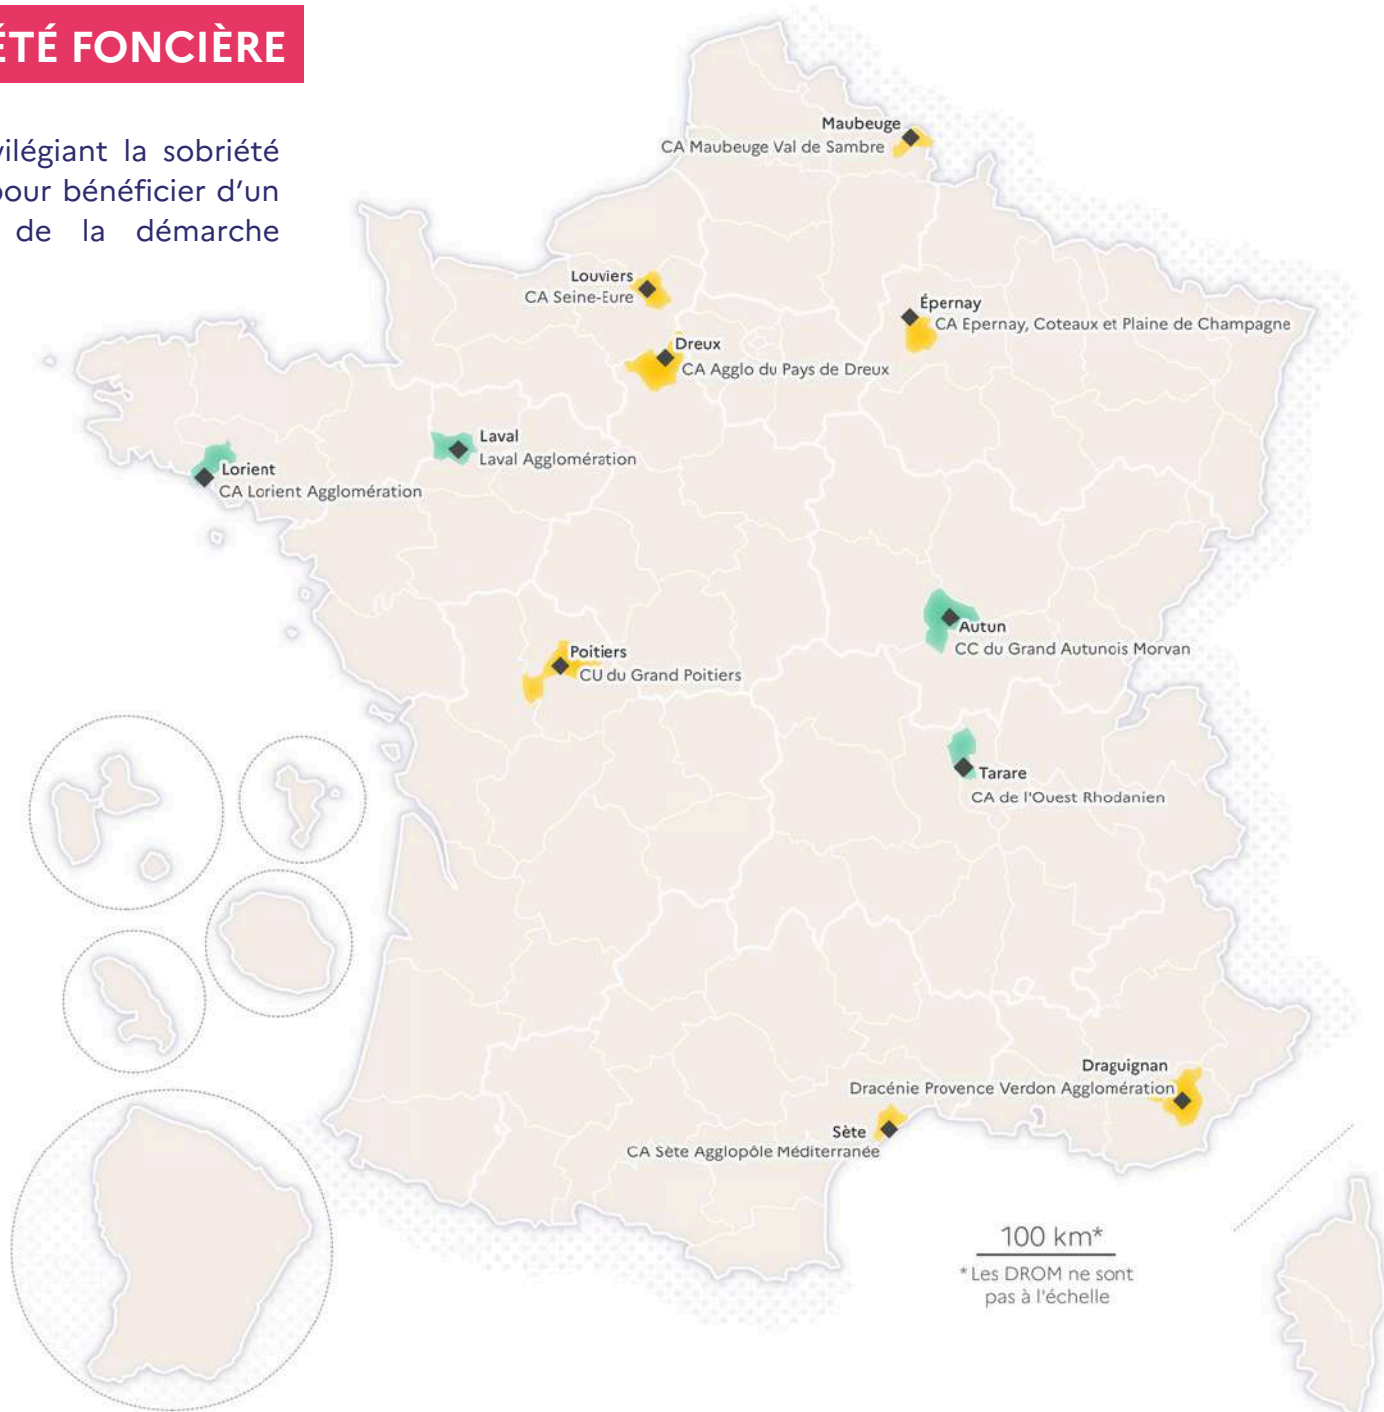 ÉTÉ FONCIÈRE
vilégiant la sobriété
pour bénéficier d'un
de la démarche
Maubeuge
CA Maubeuge Val de Sambre
Louviers
CA Seine-Eure
Épernay
CA Epernay, Coteaux et Plaine de Champagne
Dreux
CA Agglo du Pays de Dreux
Laval
Laval Agglomération
Lorient
CA Lorient Agglomération
Autun
CC du Grand Autunois Morvan
Poitiers
CU du Grand Poitiers
Tarare
CA de l'Ouest Rhodanien
Draguignan
Dracénie Provence Verdon Agglomération
Sète
CA Sète Agglopôle Méditerranée
100 km*
*Les DROM ne sont
pas à l'échelle